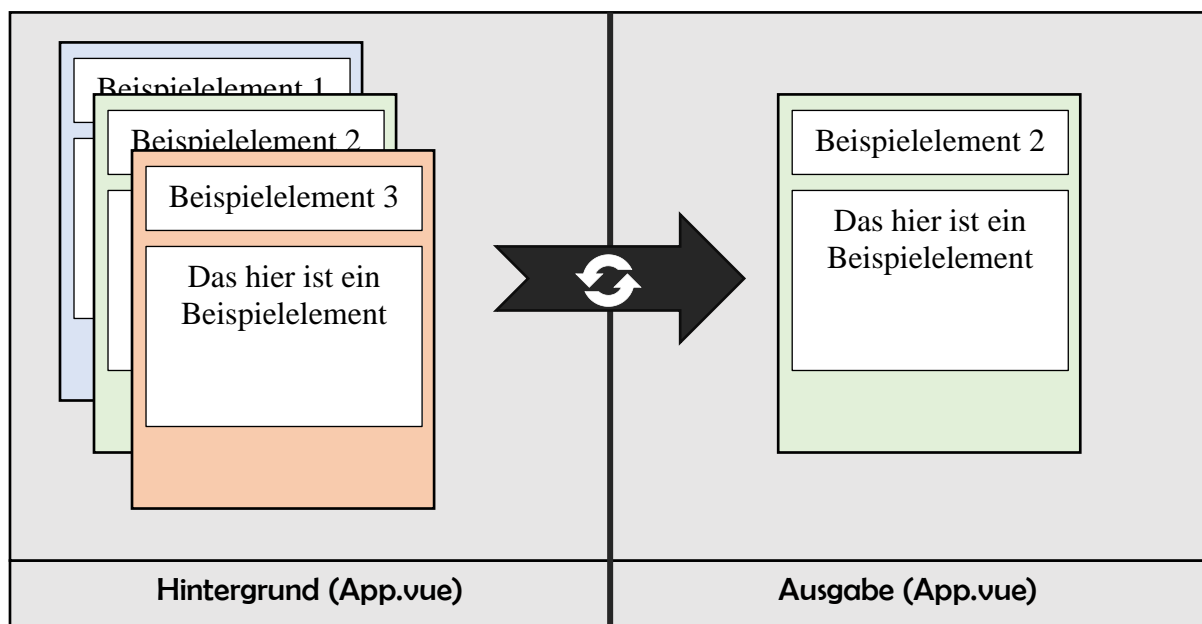 Beispielelement 1
Beispielelement 2
Beispielelement 3
Das hier ist ein
Beispielelement
Beispielelement 2
Das hier ist ein
Beispielelement
Hintergrund (App.vue)
Ausgabe (App.vue)